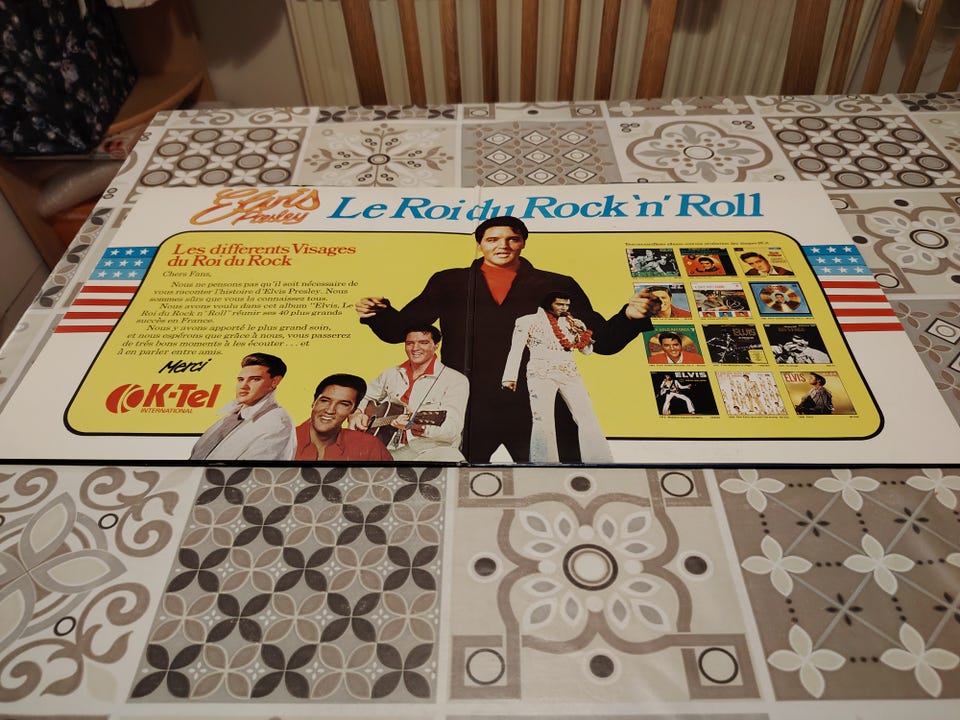 Elvis
Presley
Le Roi du Rock 'n' Roll
Les differents Visages
du Roi du Rock
Chers Fans,
Nous ne pensons pas qu'il soit nécessaire de
vous raconter l'histoire d'Elvis Presley. Nous
sommes sûrs que vous la connaissez tous.
Nous avons voulu dans cet album "Elvis, Le
Roi du Rock n' Roll" réunir ses 40 plus grands
succès en France.
Nous y avons apporté le plus grand soin,
et nous espérons que grâce à nous, vous passerez
de très bons moments à les écouter . . . et
à en parler entre amis.
Merci
K-Tel
INTERNATIONAL
ELVIS
ELVIS
ELVIS